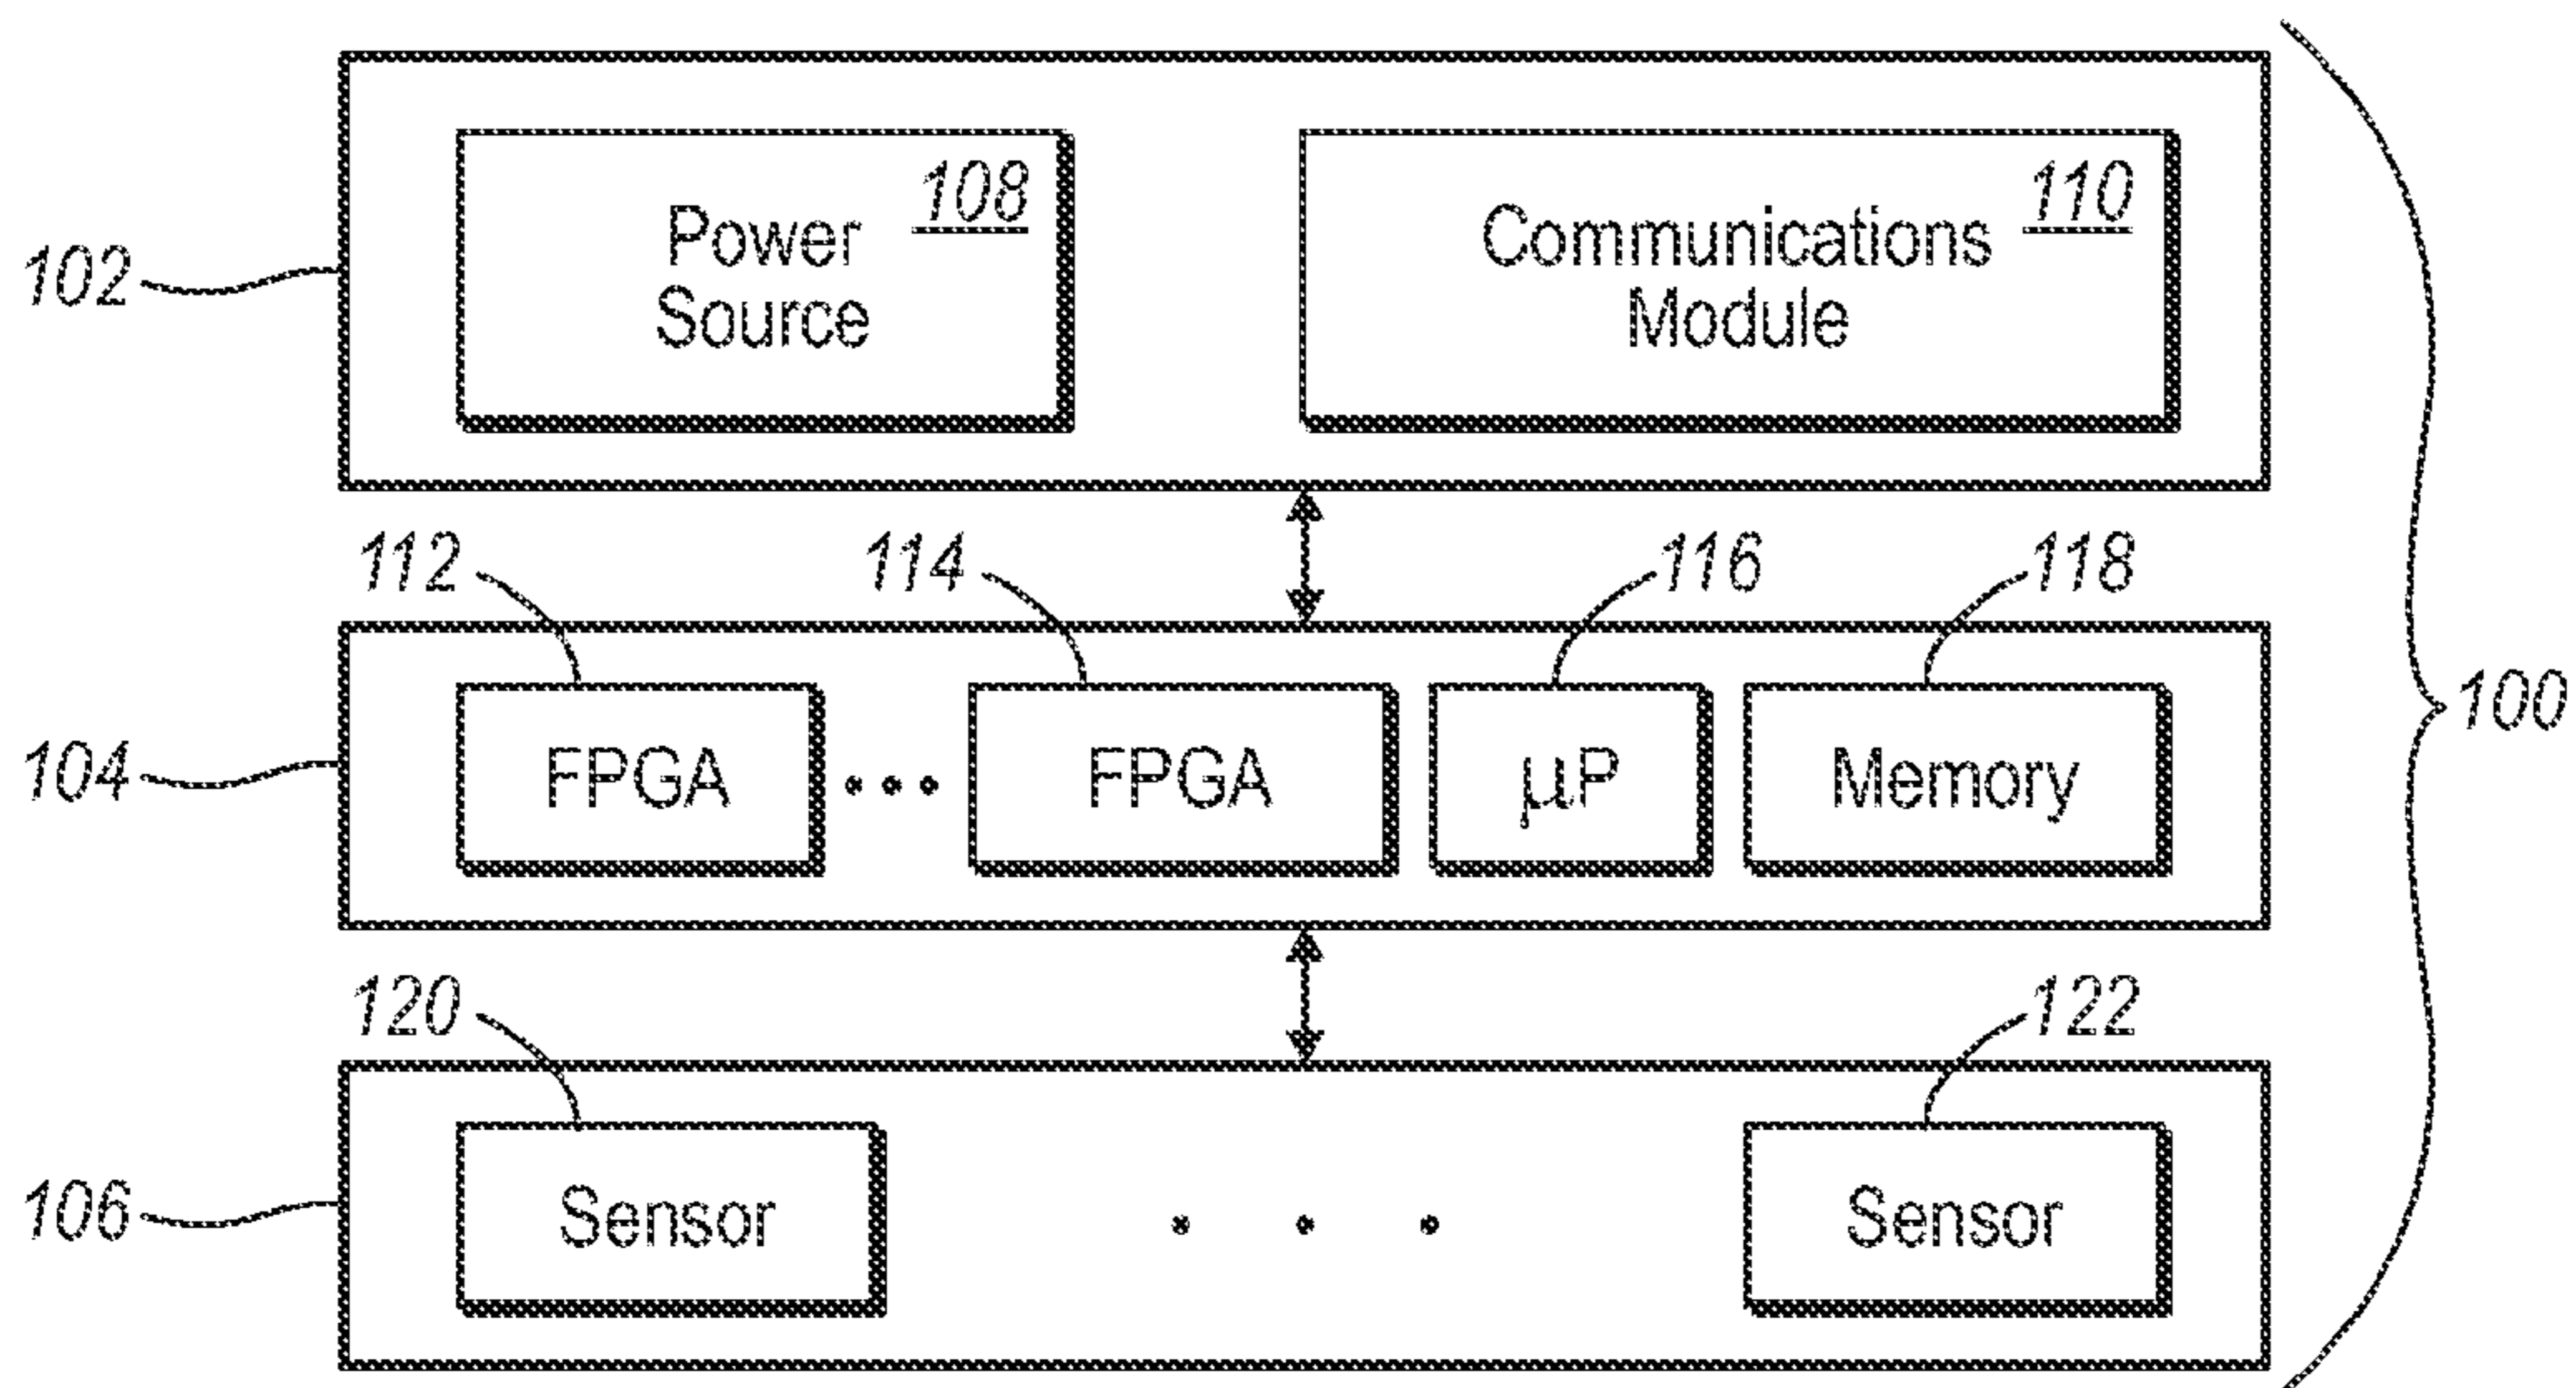 108
Power
Source
110
Communications
Module
102
112
114
116
118
FPGA
FPGA
μP
Memory
104
100
120
122
Sensor
Sensor
106